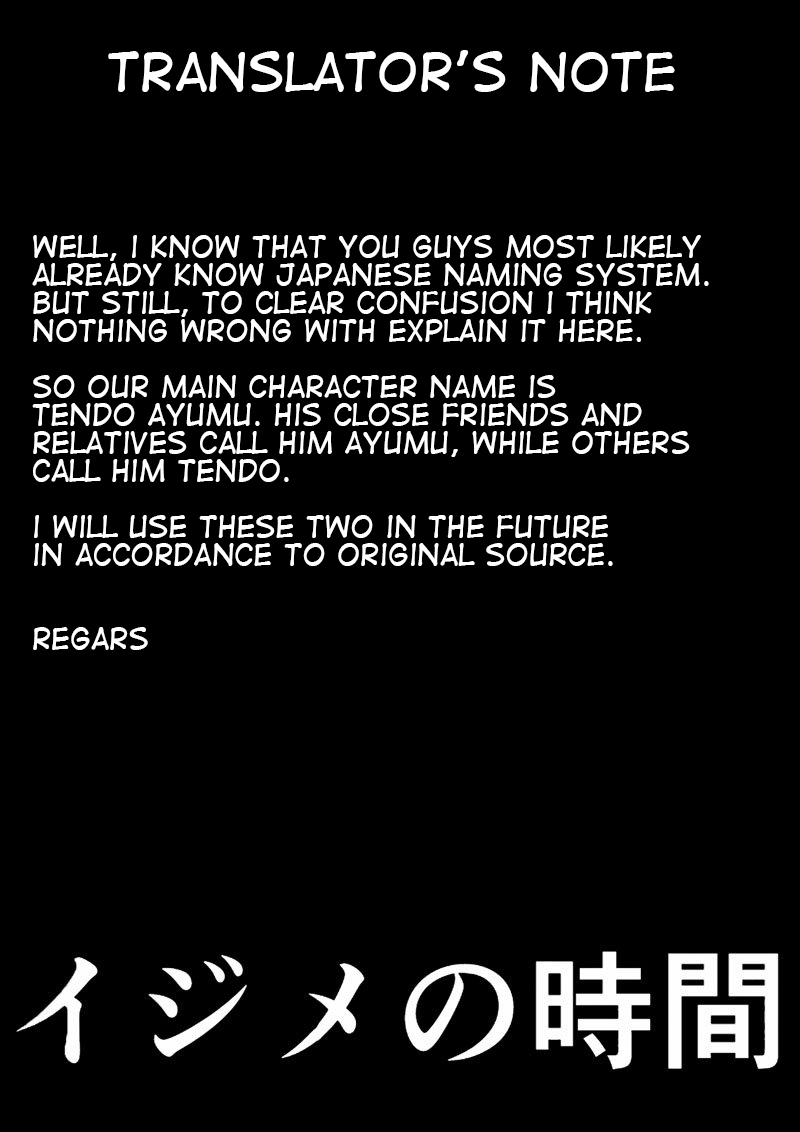 TRANSLATOR'S NOTE
WELL, I KNOW THAT YOU GUYS MOST LIKELY
ALREADY KNOW JAPANESE NAMING SYSTEM.
BUT STILL, TO CLEAR CONFUSION I THINK
NOTHING WRONG WITH EXPLAIN IT HERE.
SO OUR MAIN CHARACTER NAME IS
TENDO AYUMU. HIS CLOSE FRIENDS AND
RELATIVES CALL HIM AYUMU, WHILE OTHERS
CALL HIM TENDO.
I WILL USE THESE TWO IN THE FUTURE
IN ACCORDANCE TO ORIGINAL SOURCE.
REGARS
イジメの時間